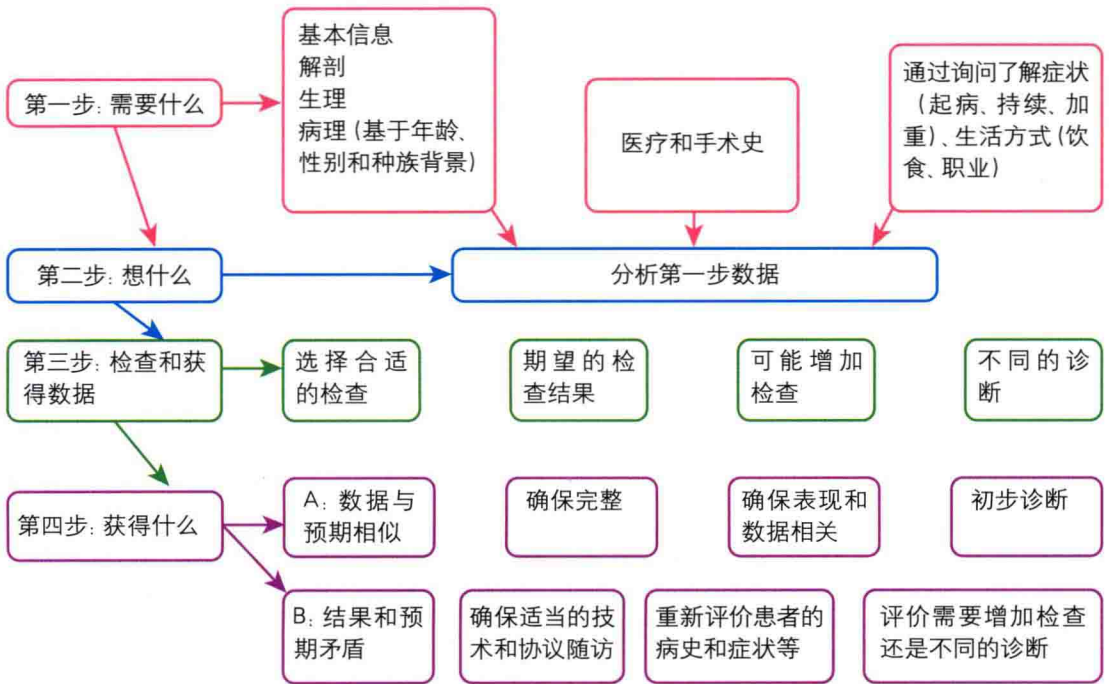 第一步: 需要什么
基本信息
解剖
生理
病理 (基于年龄、
性别和种族背景)
医疗和手术史
通过询问了解症状
(起病、持续、加
重)、生活方式 (饮
食、职业)
第二步: 想什么
分析第一步数据
第三步: 检查和获
得数据
选择合适
的检查
期望的检
查结果
可能增加
检查
不同的诊
断
第四步: 获得什么
A: 数据与
预期相似
确保完整
确保表现和
数据相关
初步诊断
B: 结果和预
期矛盾
确保适当的技
术和协议随访
重新评价患者的
病史和症状等
评价需要增加检查
还是不同的诊断